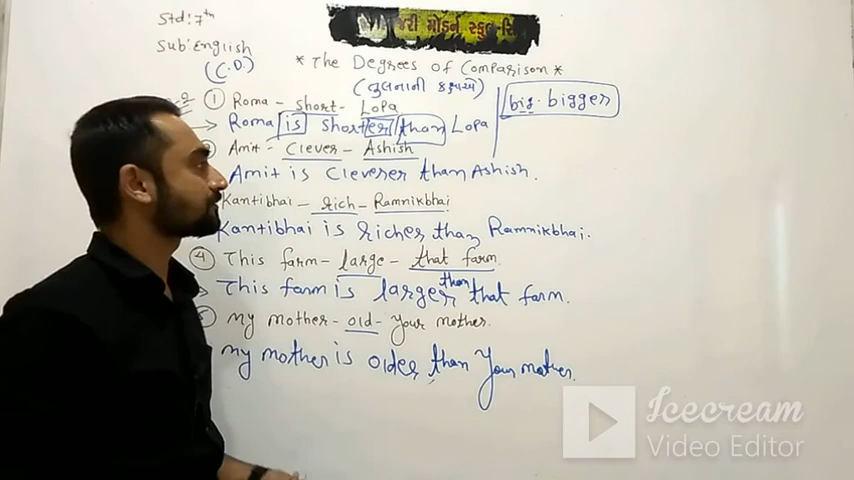 Std: 7th
Sub: English
(C.D.)
મોડર્ન સ્કુલ
* The Degrees of Comparison *
(તુલનાની કક્ષાઓ)
① Roma - short - Lopa
→ Roma is shorter than Lopa
big - bigger
Amit - Clever - Ashish
Amit is Cleverer than Ashish.
Kantibhai - rich - Ramnikbhai
Kantibhai is richer than Ramnikbhai.
④ This farm - large - that farm.
This farm is larger than that farm.
My mother - old - your mother.
My mother is older than your mother.
Icecream
Video Editor